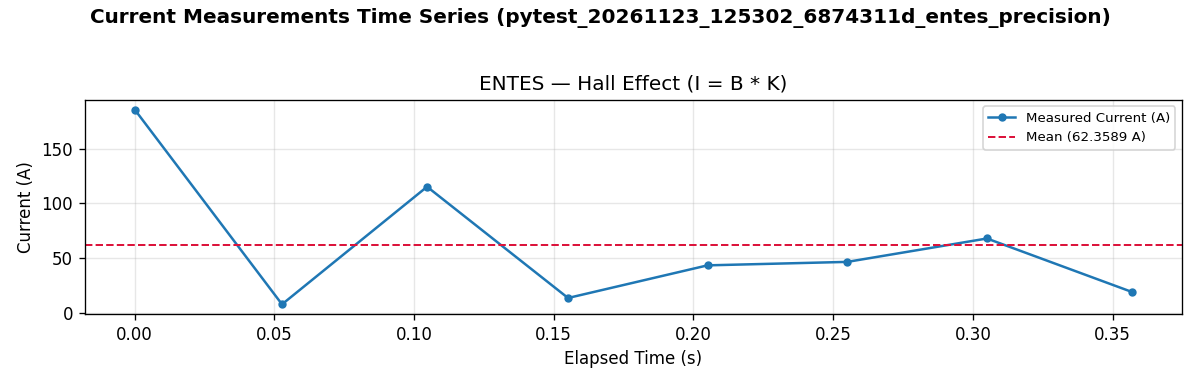 Current Measurements Time Series (pytest_20261123_125302_6874311d_entes_precision)
ENTES — Hall Effect (I = B * K)
Measured Current (A)
Mean (62.3589 A)
Current (A)
150
100
50
0
0.00 0.05 0.10 0.15 0.20 0.25 0.30 0.35
Elapsed Time (s)